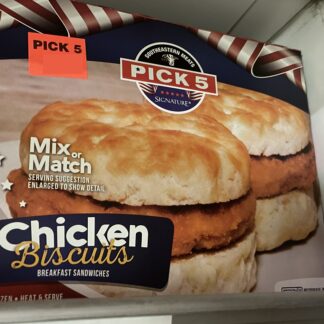 PICK 5
SOUTHEASTERN MEATS
PICK 5
SIGNATURE
Mix or
Match
SERVING SUGGESTION
ENLARGED TO SHOW DETAIL
Chicken
Biscuits
BREAKFAST SANDWICHES
ZEN • HEAT & SERVE